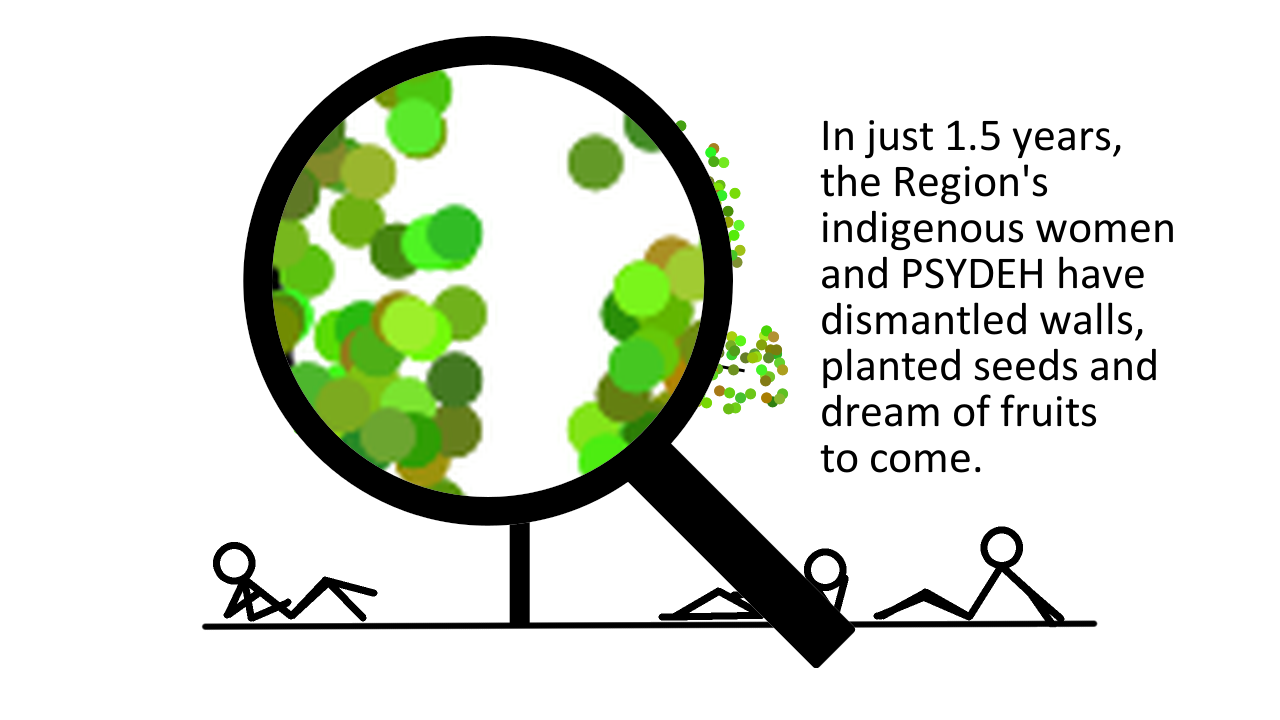 In just 1.5 years,
the Region's
indigenous women
and PSYDEH have
dismantled walls,
planted seeds and
dream of fruits
to come.